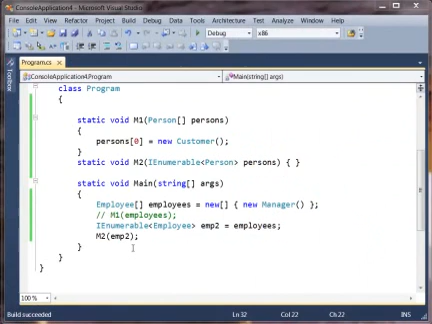 ConsoleApplication4 - Microsoft Visual Studio
File Edit View Refactor Project Build Debug Data Tools Architecture Test Analyze Window Help
Debug x86
Program.cs
ConsoleApplication4.Program Main(string[] args)
Toolbox
class Program
{
static void M1(Person[] persons)
{
persons[0] = new Customer();
}
static void M2(IEnumerable<Person> persons) { }
static void Main(string[] args)
{
Employee[] employees = new[] { new Manager() };
// M1(employees);
IEnumerable<Employee> emp2 = employees;
M2(emp2);
}
}
}
100 %
Build succeeded Ln 32 Col 22 Ch 22 INS